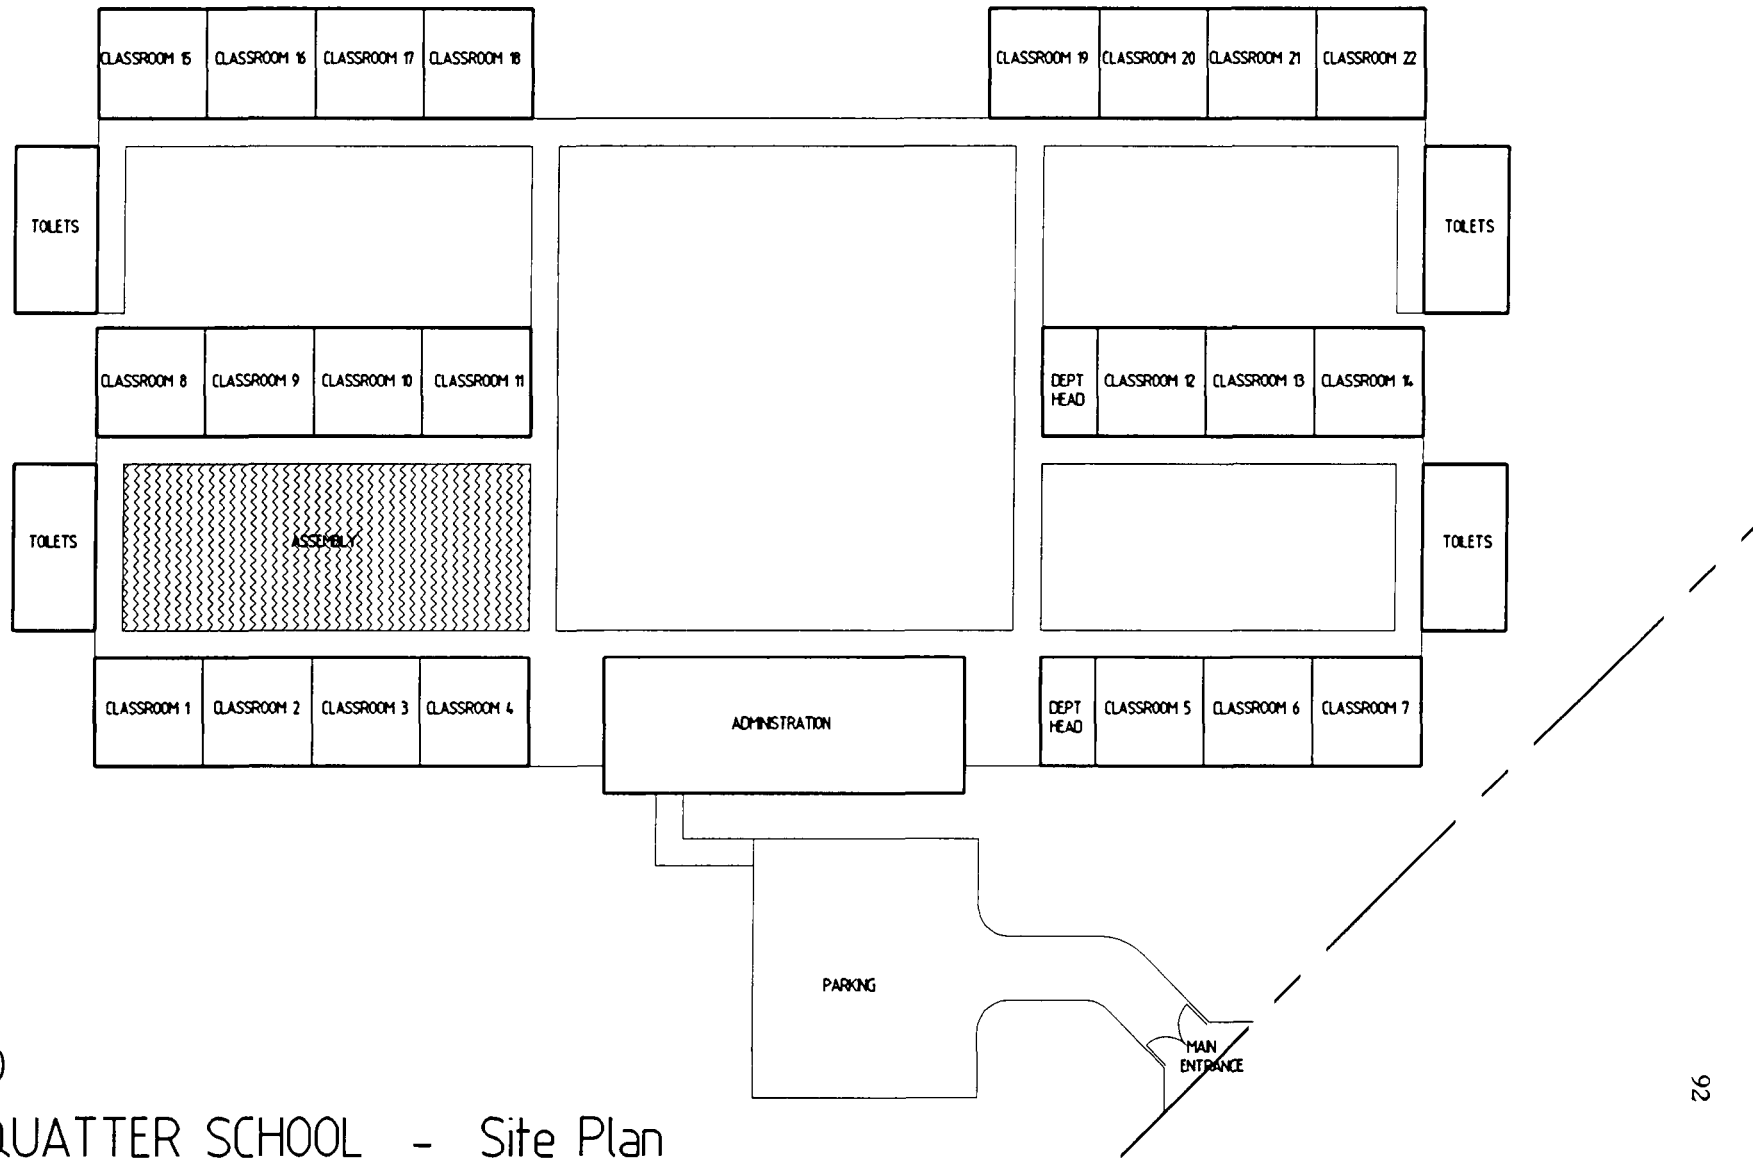 CLASSROOM 15 CLASSROOM 16 CLASSROOM 17 CLASSROOM 18 CLASSROOM 19 CLASSROOM 20 CLASSROOM 21 CLASSROOM 22
TOILETS TOILETS
CLASSROOM 8 CLASSROOM 9 CLASSROOM 10 CLASSROOM 11 DEPT HEAD CLASSROOM 12 CLASSROOM 13 CLASSROOM 14
TOILETS ASSEMBLY TOILETS
CLASSROOM 1 CLASSROOM 2 CLASSROOM 3 CLASSROOM 4 ADMINISTRATION DEPT HEAD CLASSROOM 5 CLASSROOM 6 CLASSROOM 7
PARKING
MAIN
ENTRANCE
92
QUATTER SCHOOL - Site Plan